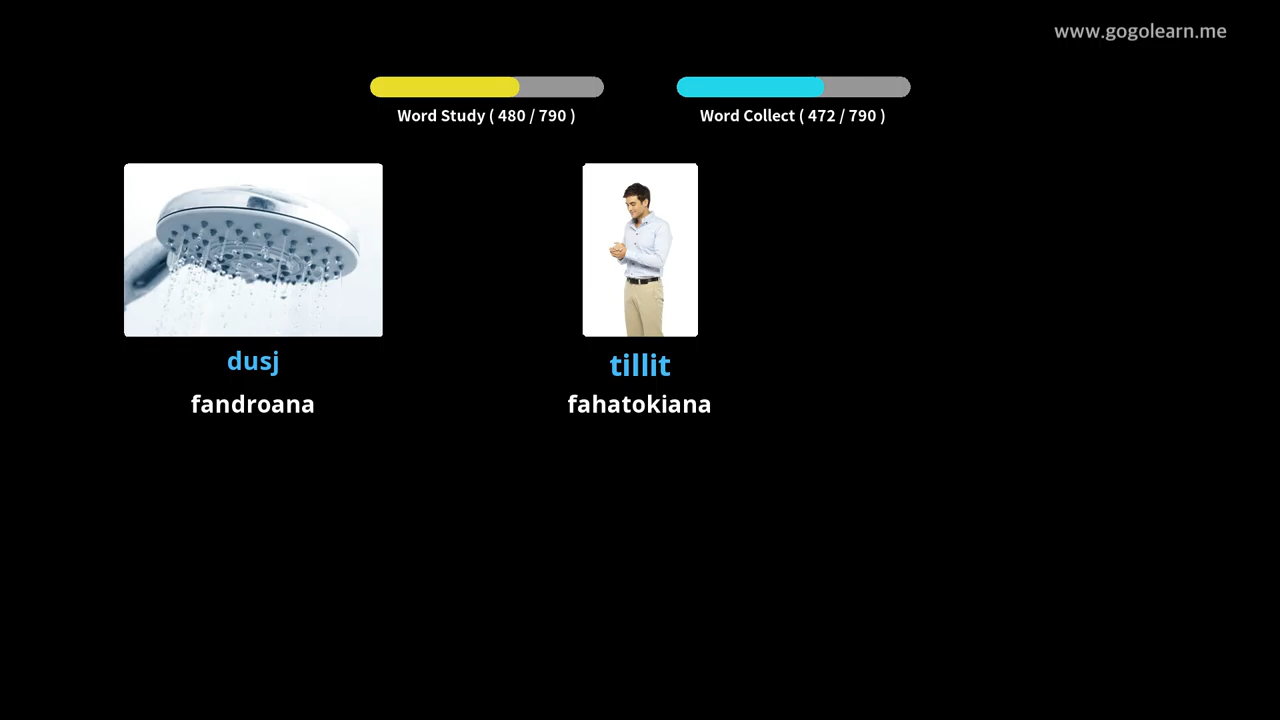 www.gogolearn.me
Word Study ( 480 / 790 )
Word Collect ( 472 / 790 )
dusj
fandroana
tillit
fahatokiana